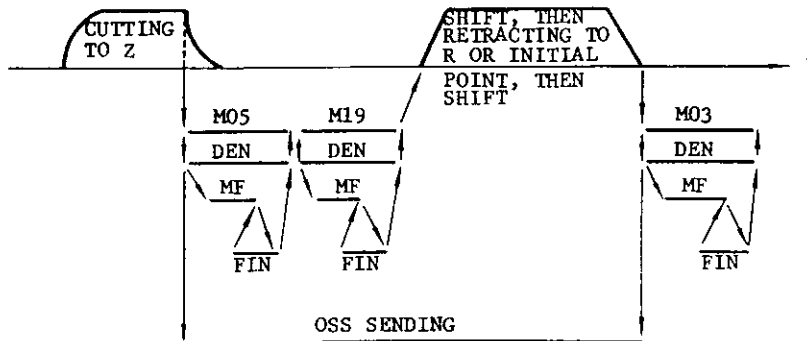 CUTTING
TO Z
SHIFT, THEN
RETRACTING TO
R OR INITIAL
POINT, THEN
SHIFT
M05
M19
M03
DEN
DEN
DEN
MF
MF
MF
FIN
FIN
FIN
OSS SENDING